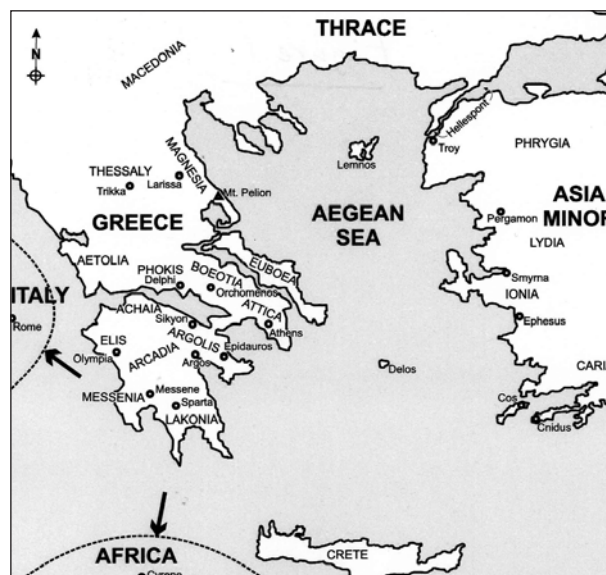 THRACE
N
MACEDONIA
Hellespont
Troy
PHRYGIA
Lemnos
MAGNESIA
THESSALY
Larissa
Trikka
Mt. Pelion
ASIA
MINOR
Pergamon
GREECE
AEGEAN
SEA
LYDIA
AETOLIA
EUBOEA
BOEOTIA
PHOKIS
Delphi
Orchomenos
Smyrna
ITALY
IONIA
ACHAIA
ATTICA
Sikyon
Athens
Rome
Ephesus
ELIS
ARGOLIS
Olympia
ARCADIA
Argos
Epidauros
Delos
CARI
MESSENIA
Messene
Sparta
LAKONIA
Cos
Cnidus
AFRICA
CRETE
Cyrene